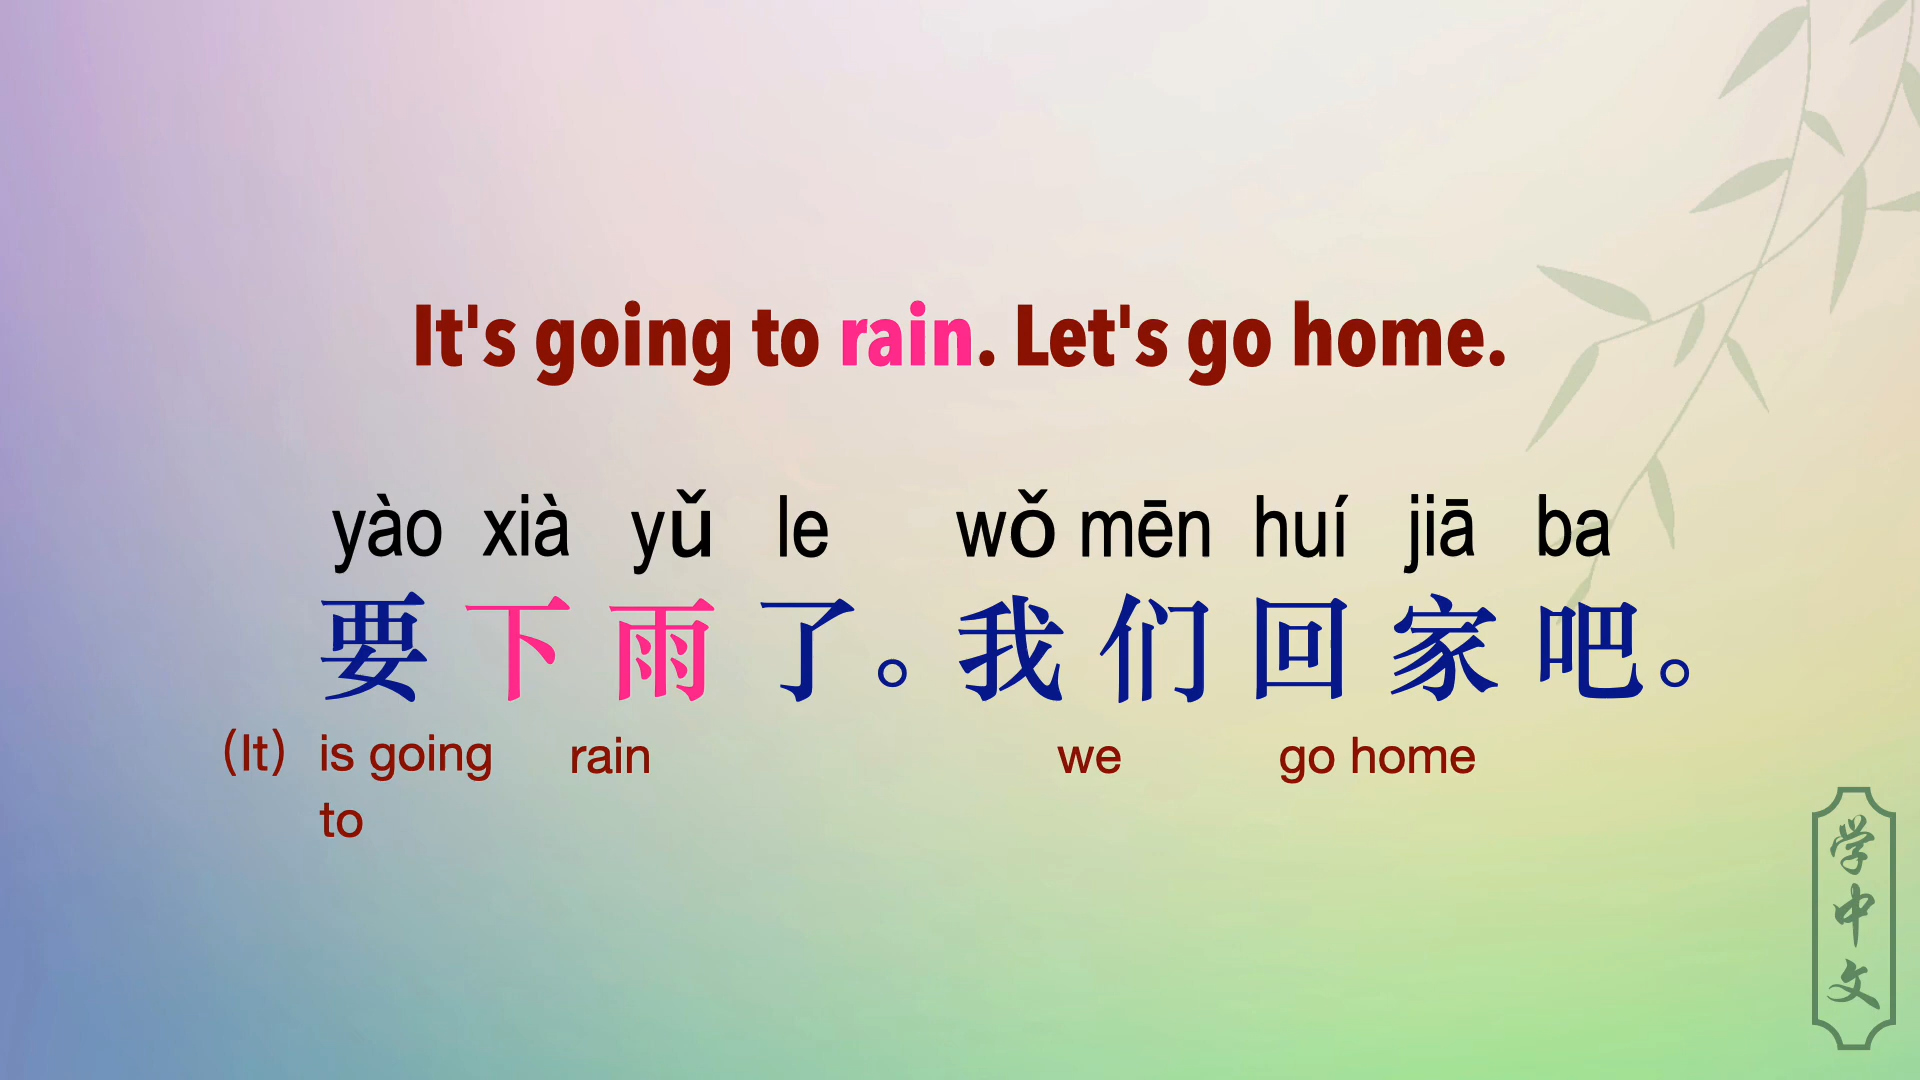 It's going to rain. Let's go home.
yào xià yǔ le wǒ mēn huí jiā ba
要下雨了。我们回家吧。
(It) is going to rain we go home
学中文